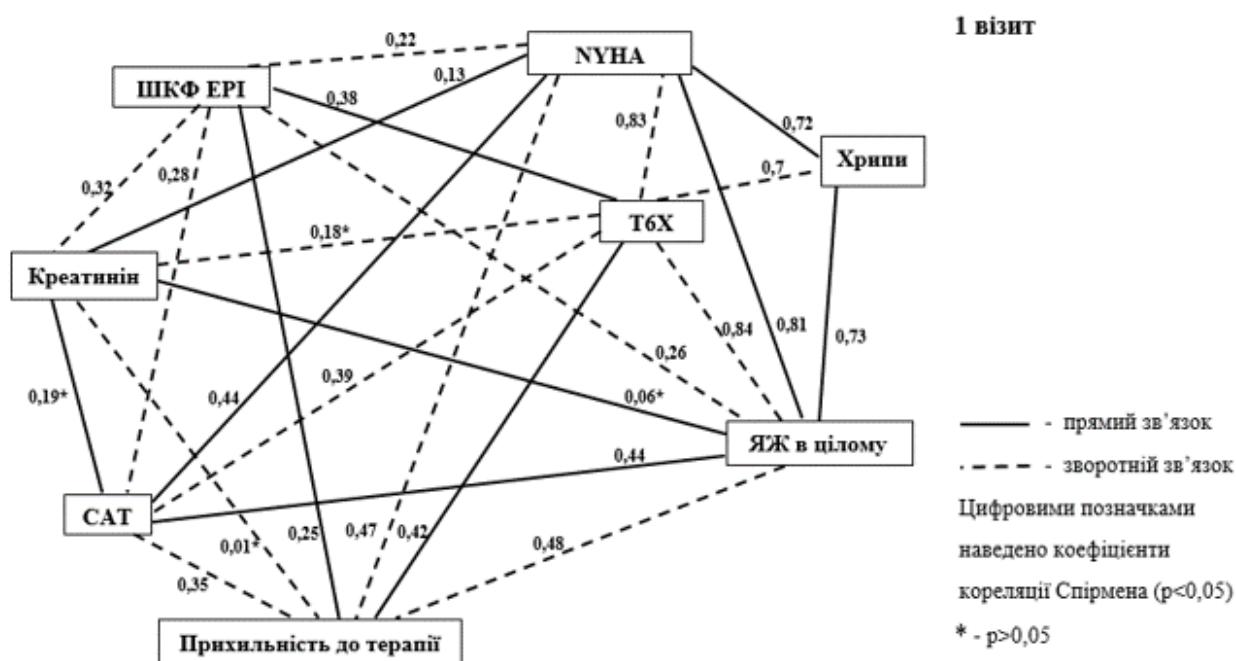 1 візит
0,22
NYHA
ШКФ EPI
0,13
0,38
0,83
0,72
Хрипи
0,7
0,32
0,28
Т6Х
0,18*
Креатинін
0,84
0,81
0,73
0,26
0,39
0,19*
0,44
0,06*
ЯЖ в цілому
0,44
САТ
0,01*
0,25
0,47
0,42
0,48
0,35
Прихильність до терапії
- прямий зв’язок
- зворотній зв’язок
Цифровими позначками
наведено коефіцієнти
кореляції Спірмена (p<0,05)
* - p>0,05